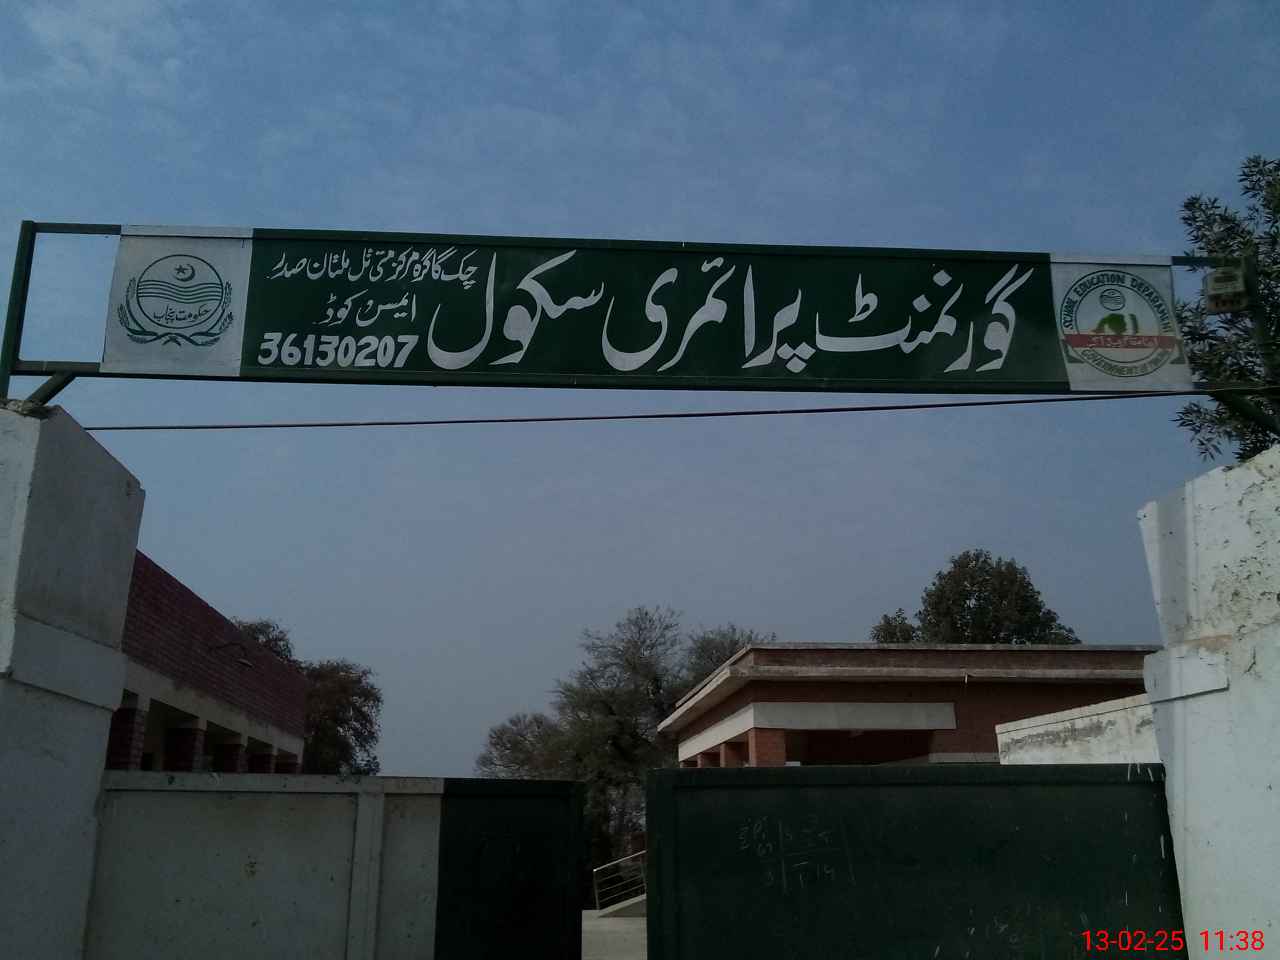 گورنمنٹ پرائمری سکول
چک گاگرہ مرکز متی تل ملتان صدر
ایمس کوڈ
36130207
حکومت پنجاب
SCHOOL EDUCATION DEPARTMENT
GOVERNMENT OF
13-02-25 11:38